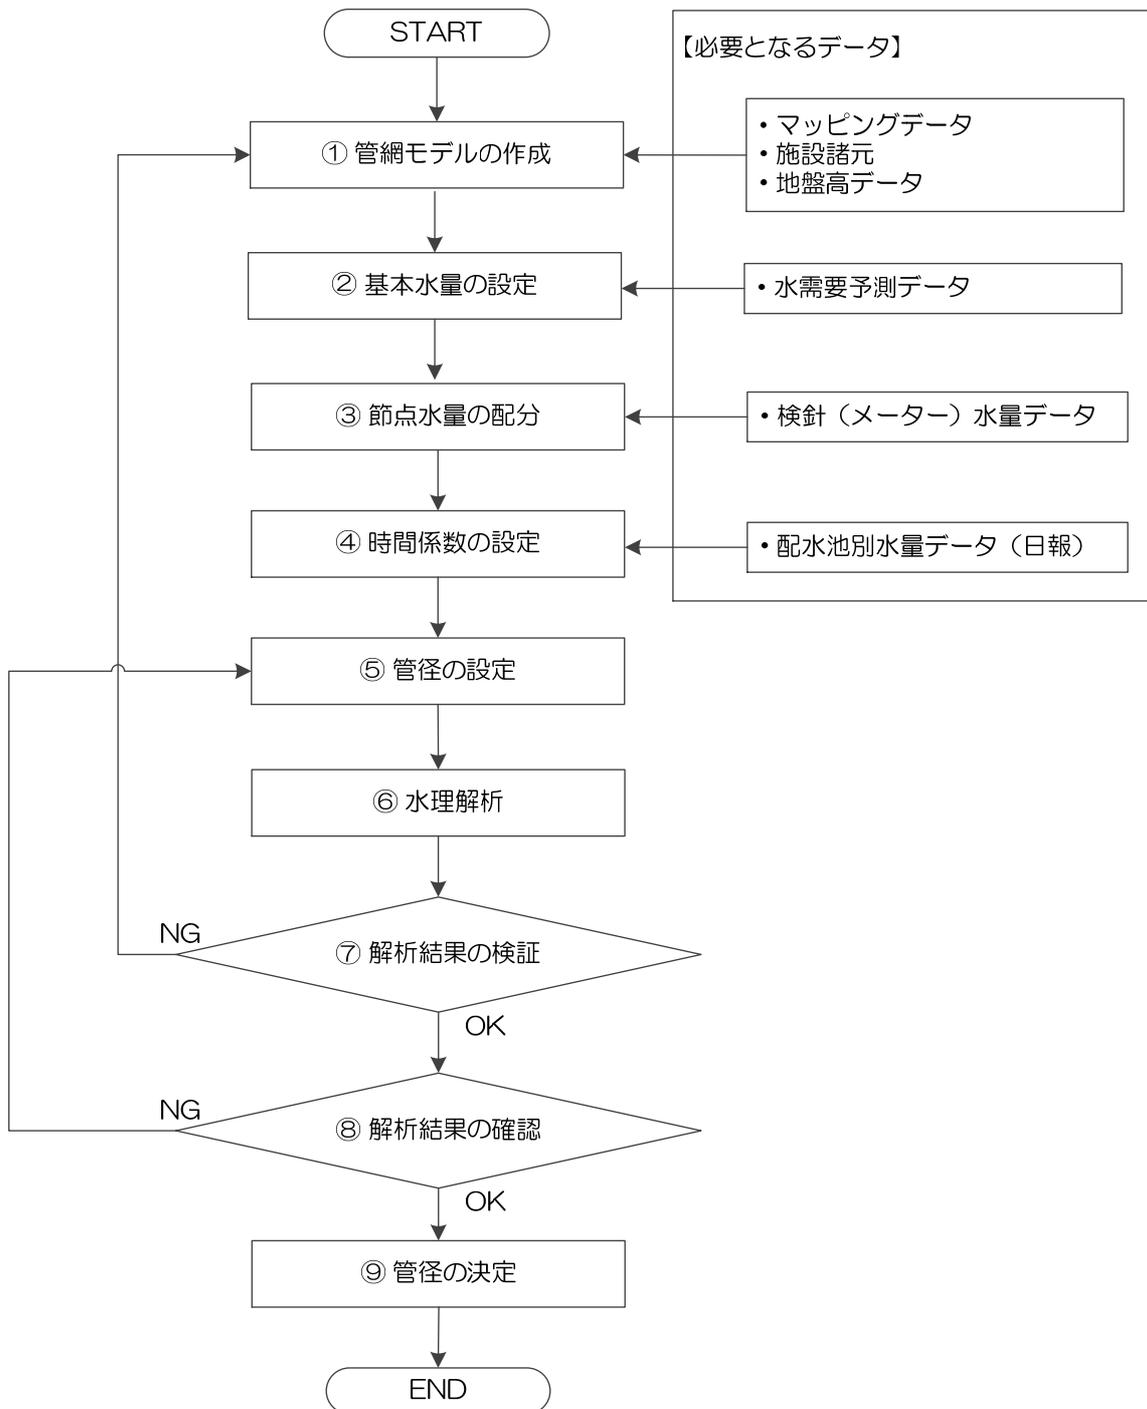 START
【必要となるデータ】
① 管網モデルの作成
・マッピングデータ
・施設諸元
・地盤高データ
② 基本水量の設定
・水需要予測データ
③ 節点水量の配分
・検針（メーター）水量データ
④ 時間係数の設定
・配水池別水量データ（日報）
⑤ 管径の設定
⑥ 水理解析
NG
⑦ 解析結果の検証
OK
NG
⑧ 解析結果の確認
OK
⑨ 管径の決定
END